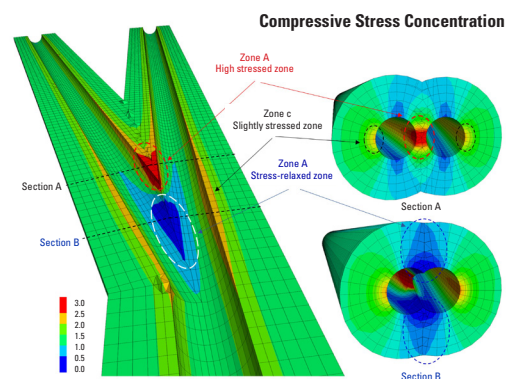 Compressive Stress Concentration
Zone A
High stressed zone
Zone c
Slightly stressed zone
Zone A
Stress-relaxed zone
Section A
Section B
Section A
Section B
3.0
2.5
2.0
1.5
1.0
0.5
0.0